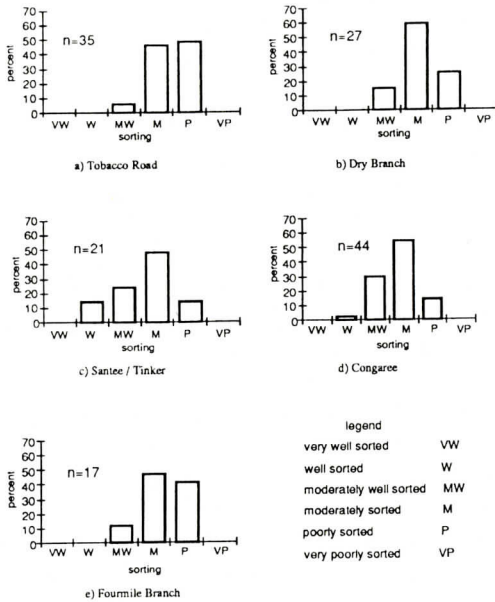 percent
70
60
50
40
30
20
10
0
n=35
VW W MW M P VP
sorting
a) Tobacco Road
percent
70
60
50
40
30
20
10
0
n=27
VW W MW M P VP
sorting
b) Dry Branch
percent
70
60
50
40
30
20
10
0
n=21
VW W MW M P VP
sorting
c) Santee / Tinker
percent
70
60
50
40
30
20
10
0
n=44
VW W MW M P VP
sorting
d) Congaree
percent
70
60
50
40
30
20
10
0
n=17
VW W MW M P VP
sorting
e) Fourmile Branch
legend
very well sorted VW
well sorted W
moderately well sorted MW
moderately sorted M
poorly sorted P
very poorly sorted VP